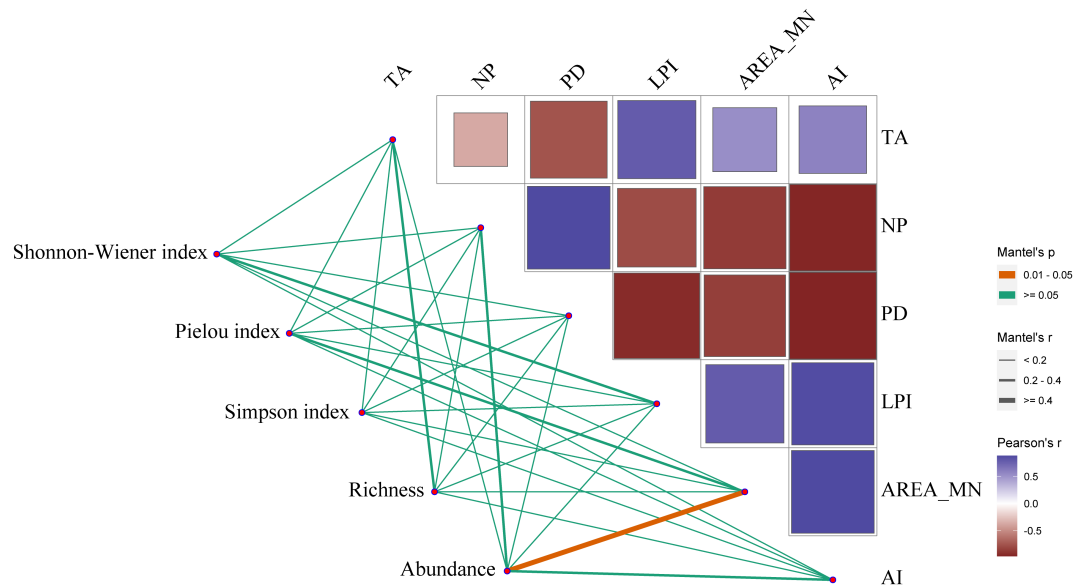 TA
NP
PD
LPI
AREA_MN
AI
TA
NP
PD
LPI
AREA_MN
AI
Shonnon-Wiener index
Pielou index
Simpson index
Richness
Abundance
Mantel's p
0.01 - 0.05
>= 0.05
Mantel's r
< 0.2
0.2 - 0.4
>= 0.4
Pearson's r
0.5
0.0
-0.5